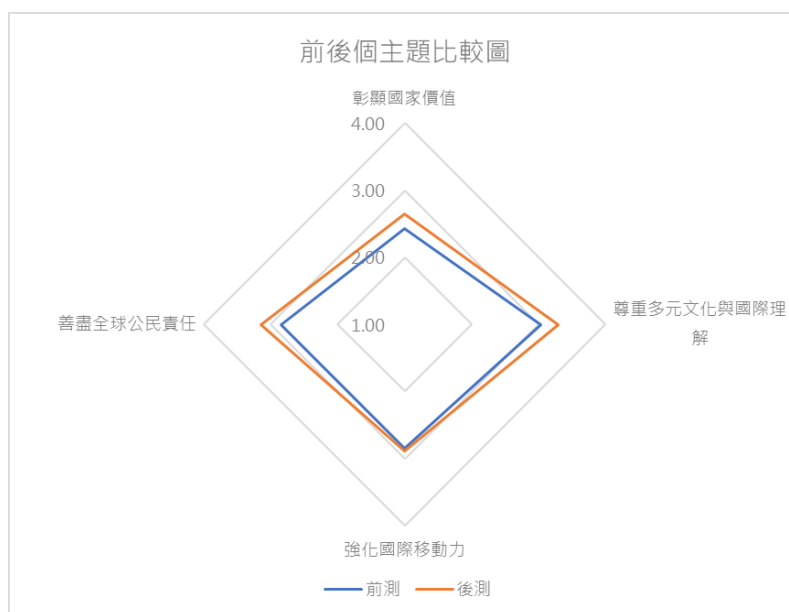 前後個主題比較圖
彰顯國家價值
4.00
3.00
2.00
1.00
善盡全球公民責任
尊重多元文化與國際理
解
強化國際移動力
前測
後測